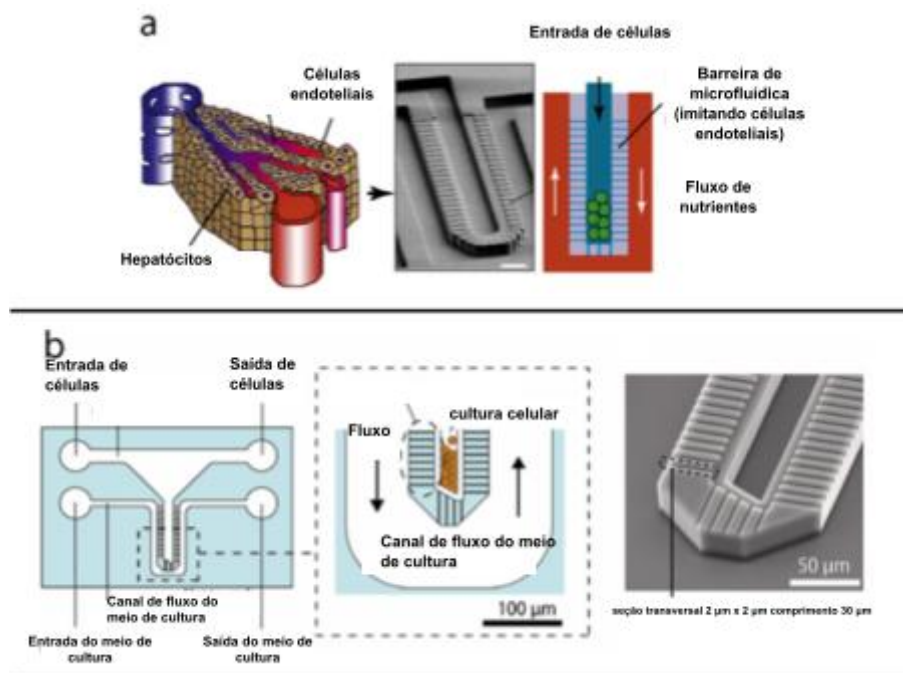 a
Entrada de células
Células
endoteliais
Barreira de
microfluídica
(imitando células
endoteliais)
Fluxo de
nutrientes
Hepatócitos
b
Entrada de
células
Saída de
células
Fluxo
cultura celular
Canal de fluxo do meio
de cultura
Canal de fluxo do
meio de cultura
Entrada do meio de
cultura
Saída do meio de
cultura
100 µm
50 µm
seção transversal 2 µm x 2 µm comprimento 30 µm